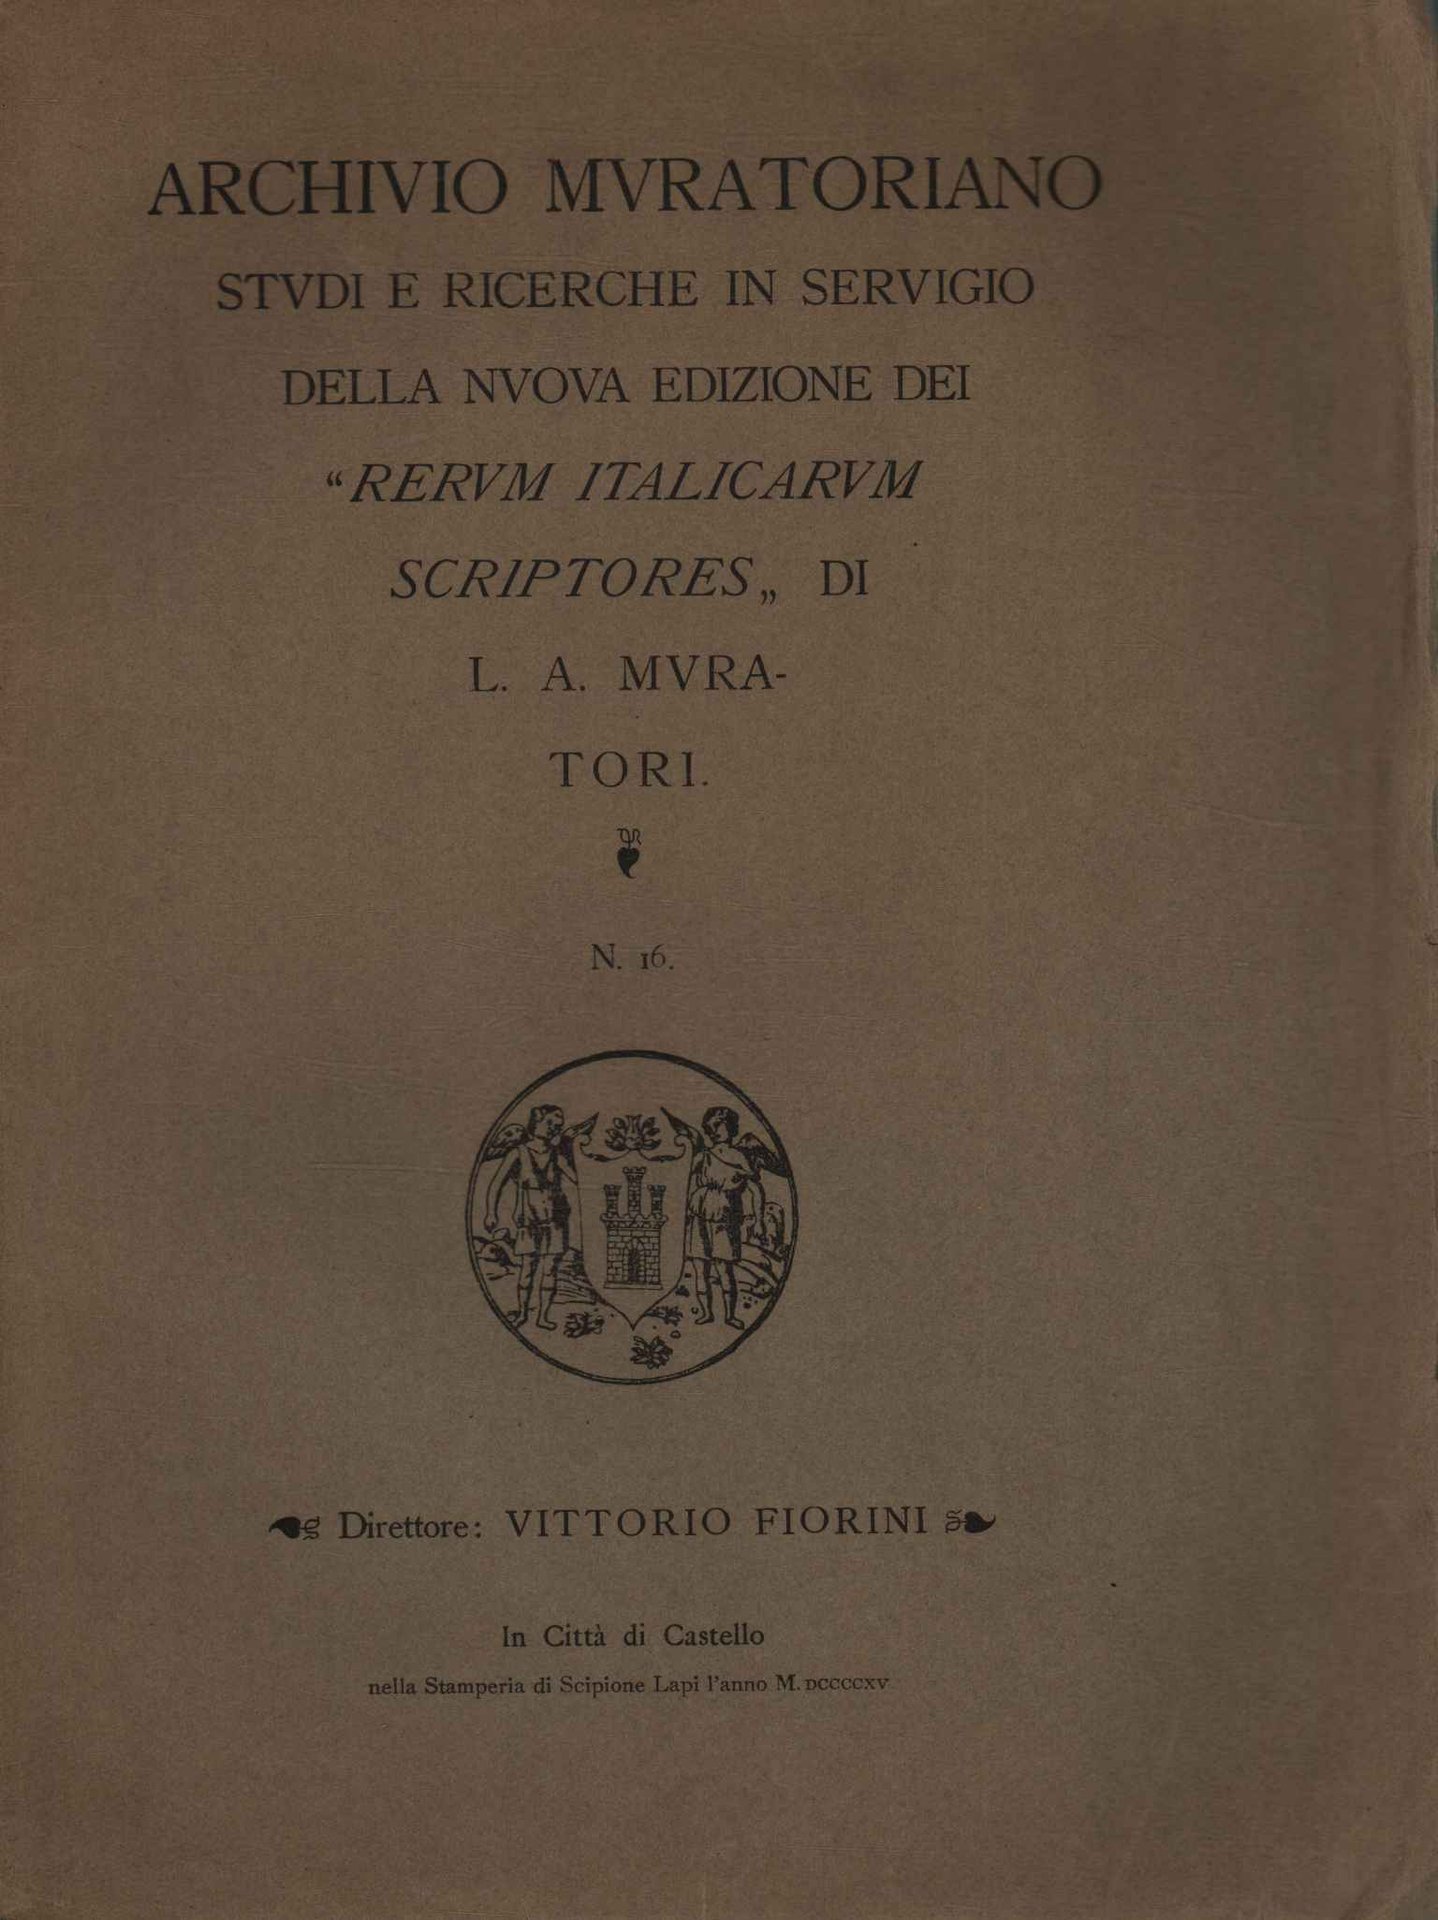 ARCHIVIO MVRATORIANO
STVDI E RICERCHE IN SERVIGIO
DELLA NVOVA EDIZIONE DEI
“RERVM ITALICARVM
SCRIPTORES„ DI
L. A. MVRA-
TORI.
N. 16.
Direttore: VITTORIO FIORINI
In Città di Castello
nella Stamperia di Scipione Lapi l'anno M.DCCCCXV